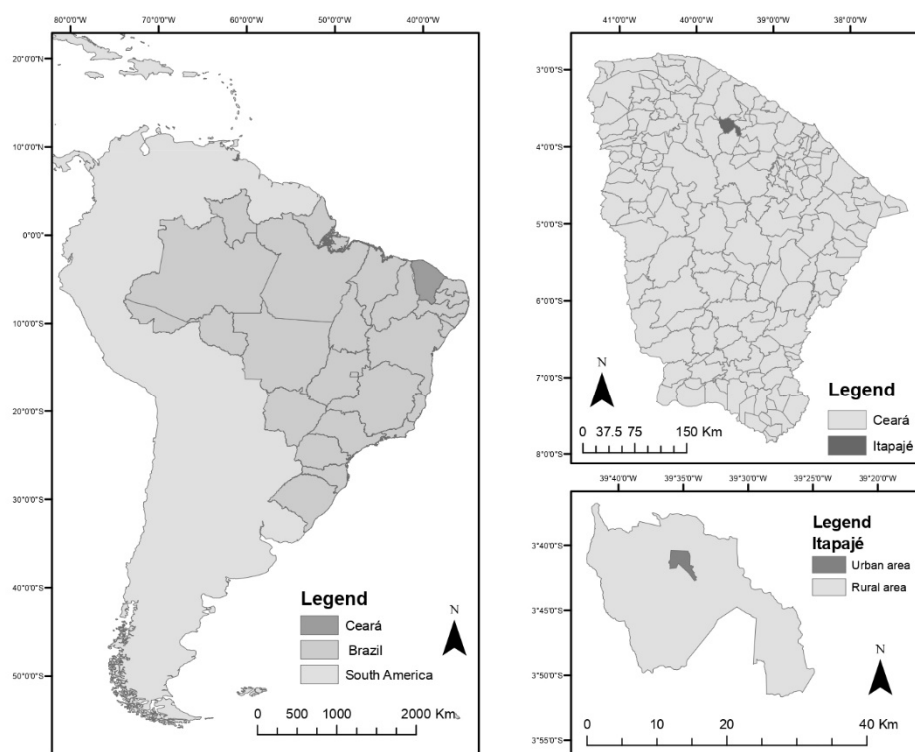 80°0'0"W 70°0'0"W 60°0'0"W 50°0'0"W 40°0'0"W
20°0'0"N
10°0'0"N
0°0'0"
10°0'0"S
20°0'0"S
30°0'0"S
40°0'0"S
50°0'0"S
Legend
Ceará
Brazil
South America
N
0 500 1000 2000 Km
41°0'0"W 40°0'0"W 39°0'0"W 38°0'0"W
3°0'0"S
4°0'0"S
5°0'0"S
6°0'0"S
7°0'0"S
8°0'0"S
N
0 37.5 75 150 Km
Legend
Ceará
Itapajé
39°40'0"W 39°35'0"W 39°30'0"W 39°25'0"W 39°20'0"W
3°40'0"S
3°45'0"S
3°50'0"S
3°55'0"S
Legend
Itapajé
Urban area
Rural area
N
0 10 20 40 Km